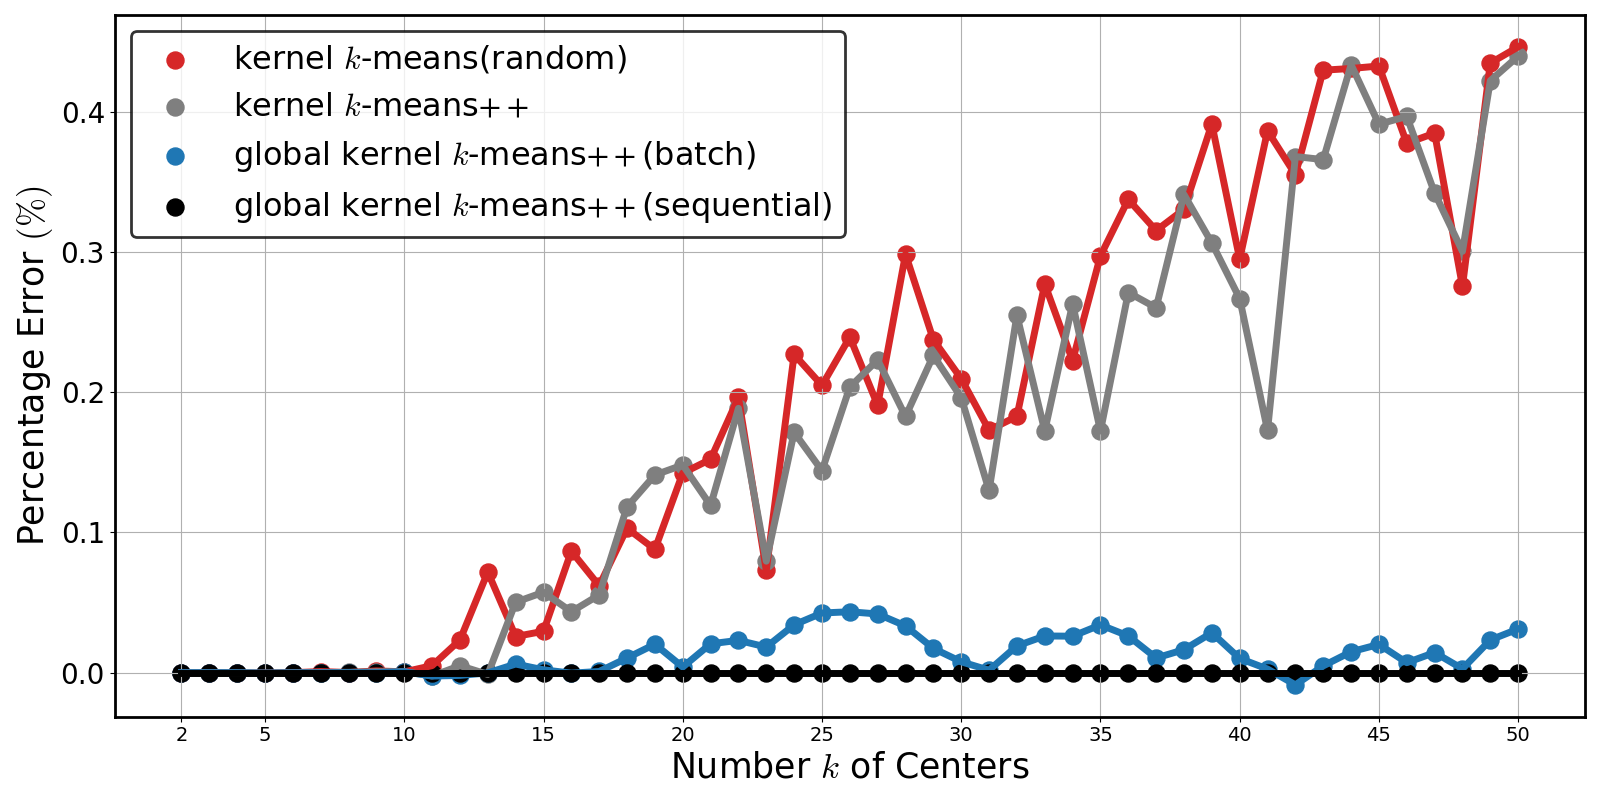 kernel k-means(random)
kernel k-means++
global kernel k-means++(batch)
global kernel k-means++(sequential)
Percentage Error (%)
0.4
0.3
0.2
0.1
0.0
2 5 10 15 20 25 30 35 40 45 50
Number k of Centers